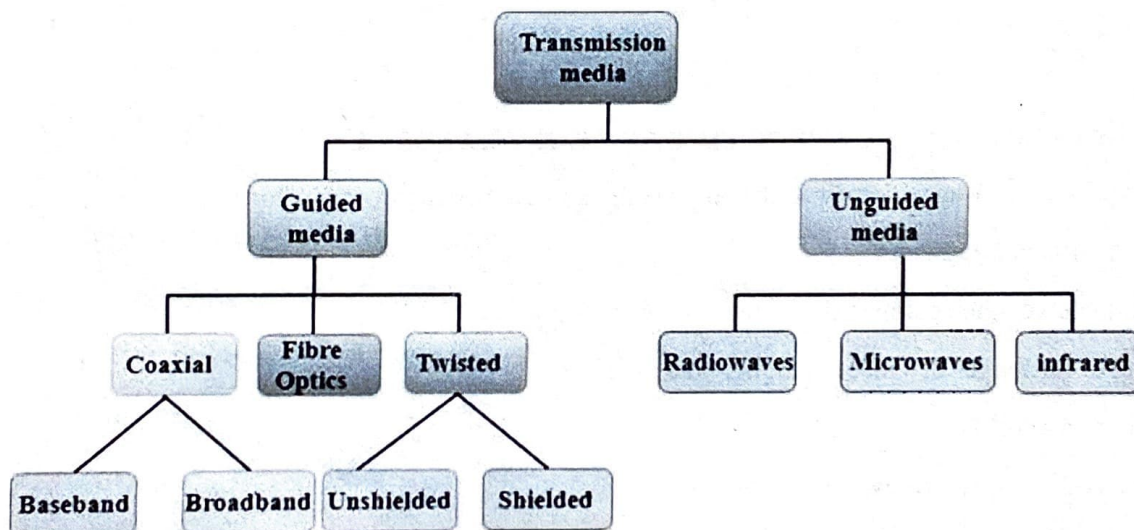 Transmission
media
Guided
media
Unguided
media
Coaxial
Fibre
Optics
Twisted
Radiowaves
Microwaves
infrared
Baseband
Broadband
Unshielded
Shielded